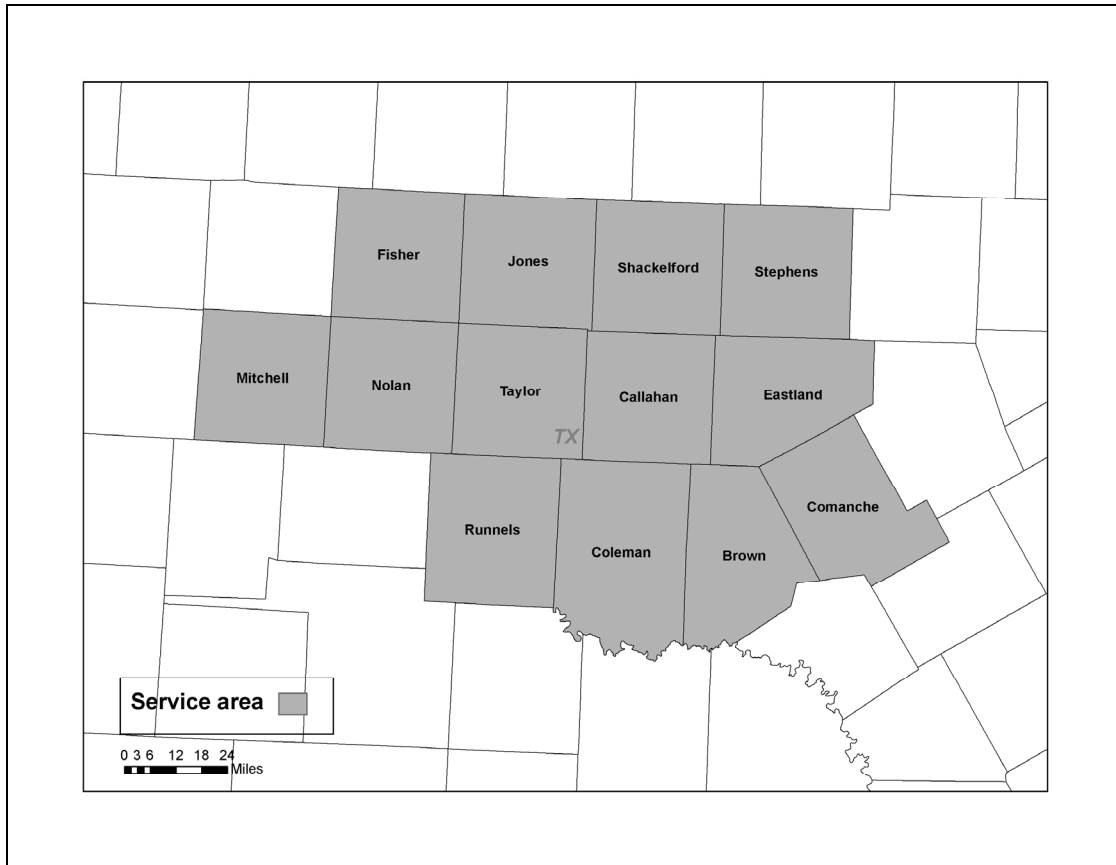 Fisher
Jones
Shackelford
Stephens
Mitchell
Nolan
Taylor
Callahan
Eastland
TX
Runnels
Coleman
Brown
Comanche
Service area
0 3 6 12 18 24
Miles